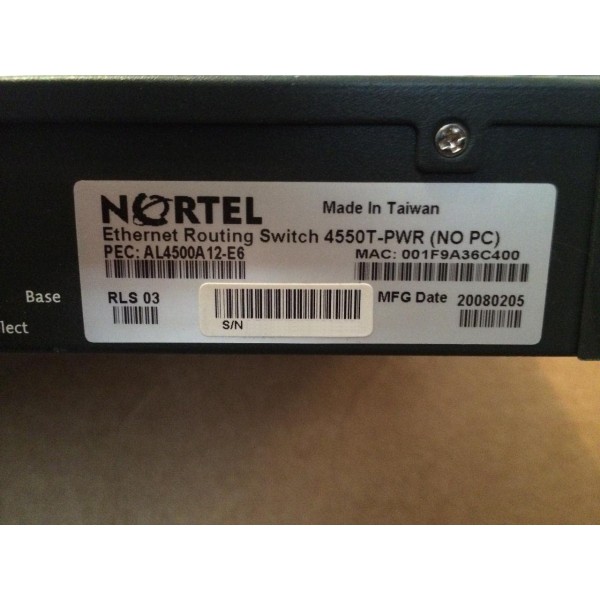 NORTEL
Made In Taiwan
Ethernet Routing Switch 4550T-PWR (NO PC)
PEC: AL4500A12-E6
MAC: 001F9A36C400
Base
RLS 03
MFG Date 20080205
lect
S/N